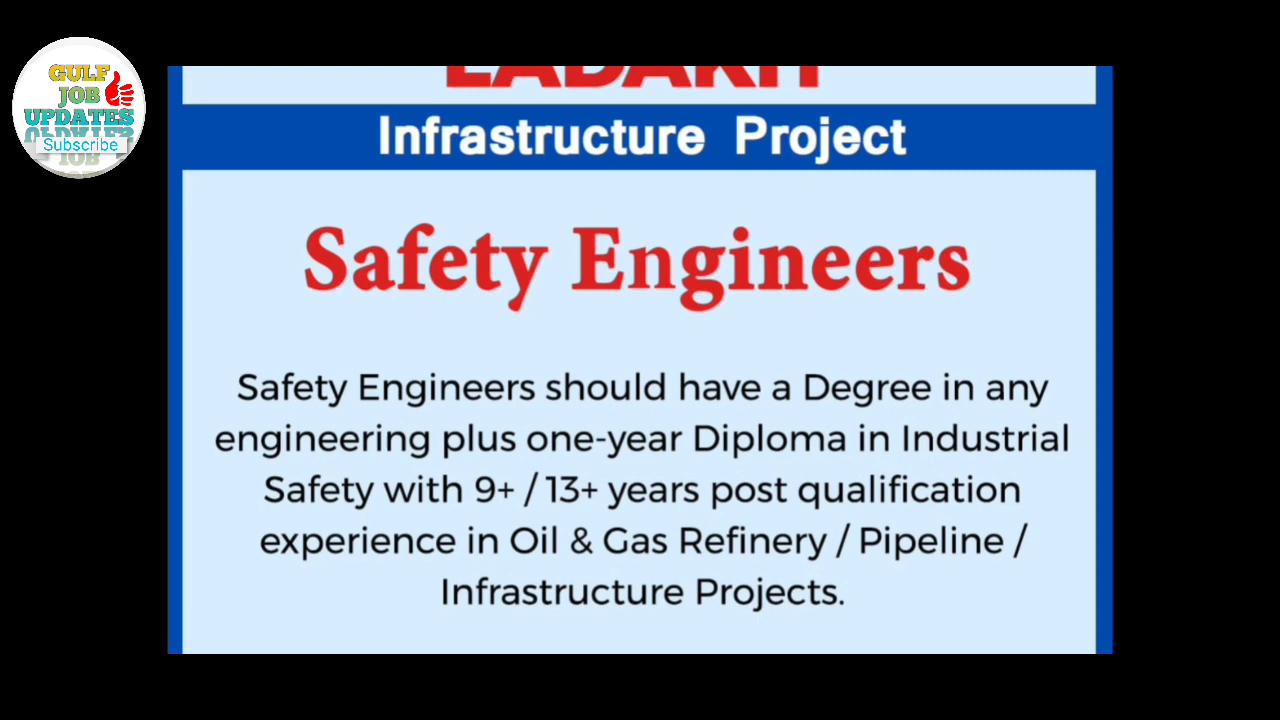 GULF
JOB
UPDATES
Subscribe
LADAKH
Infrastructure Project
Safety Engineers
Safety Engineers should have a Degree in any
engineering plus one-year Diploma in Industrial
Safety with 9+ / 13+ years post qualification
experience in Oil & Gas Refinery / Pipeline /
Infrastructure Projects.